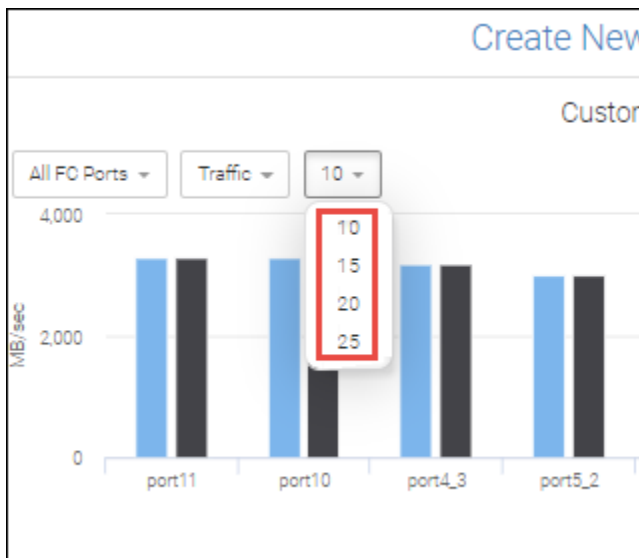 Create New
Custom
All FC Ports
Traffic
10
10
15
20
25
4,000
2,000
0
MB/sec
port11
port10
port4_3
port5_2